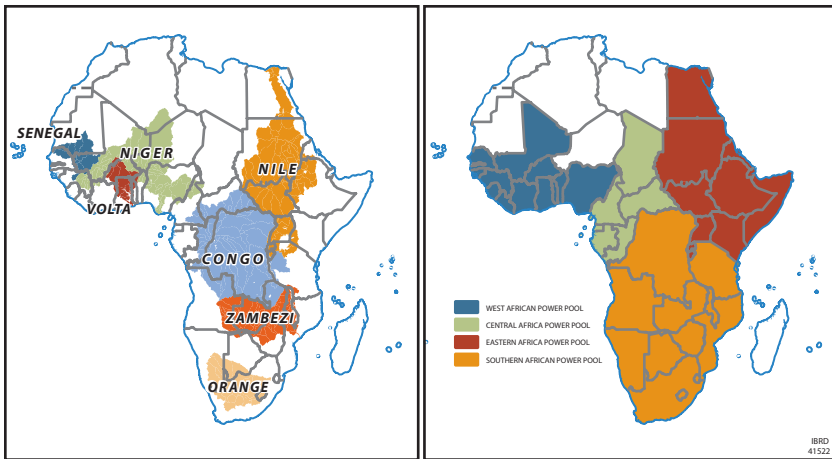 SENEGAL
NIGER
NILE
VOLTA
CONGO
ZAMBEZI
ORANGE
WEST AFRICAN POWER POOL
CENTRAL AFRICA POWER POOL
EASTERN AFRICA POWER POOL
SOUTHERN AFRICAN POWER POOL
IBRD
41522